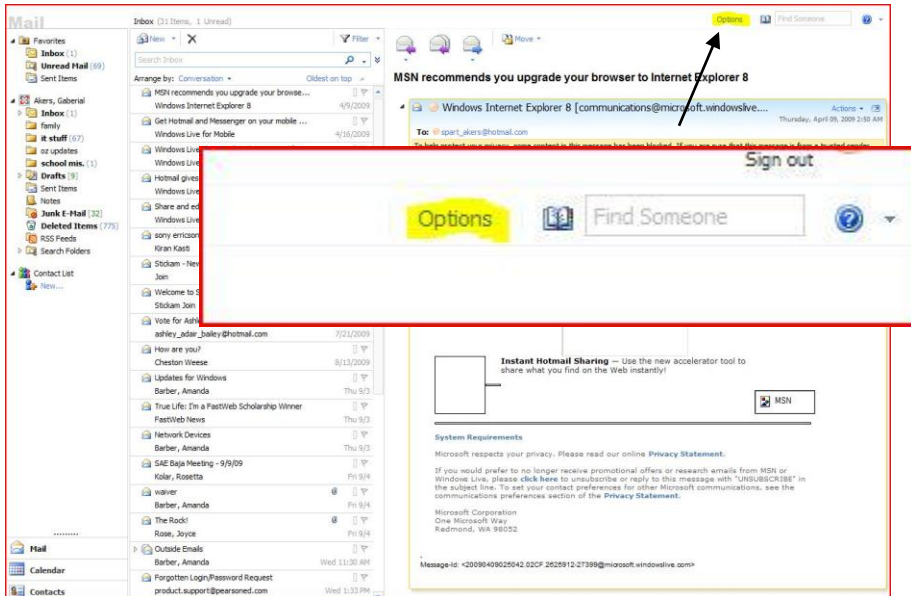 Mail
Inbox (31 Items, 1 Unread)
Options
Find Someone
Favorites
Inbox (1)
Unread Mail (69)
Sent Items
Akers, Gaberial
Inbox (1)
family
it stuff (67)
oz updates
school mis. (1)
Drafts [9]
Sent Items
Notes
Junk E-Mail [32]
Deleted Items (775)
RSS Feeds
Search Folders
Contact List
New...
Mail
Calendar
Contacts
New
Filter
Search Inbox
Arrange by: Conversation
Oldest on top
MSN recommends you upgrade your browse...
Windows Internet Explorer 8 4/9/2009
Get Hotmail and Messenger on your mobile ...
Windows Live for Mobile 4/16/2009
Windows Live
Windows Live
Hotmail gives
Windows Live
Share and ed
Windows Live
sony erricson
Kiran Kasti
Stickam - New
Join
Welcome to S
Stickam Join
Vote for Ashl
ashley_adair_bailey@hotmail.com 7/21/2009
How are you?
Cheston Weese 8/13/2009
Updates for Windows
Barber, Amanda Thu 9/3
True Life: I'm a FastWeb Scholarship Winner
FastWeb News Thu 9/3
Network Devices
Barber, Amanda Thu 9/3
SAE Baja Meeting - 9/9/09
Kolar, Rosetta Fri 9/4
waiver
Barber, Amanda Fri 9/4
The Rock!
Rose, Joyce Fri 9/4
Outside Emails
Barber, Amanda Wed 11:30 AM
Forgotten Login/Password Request
product.support@pearsoned.com Wed 1:33 PM
Move
MSN recommends you upgrade your browser to Internet Explorer 8
Windows Internet Explorer 8 [communications@microsoft.windowslive....
Actions
Thursday, April 09, 2009 2:50 AM
To: spart_akers@hotmail.com
Sign out
Options
Find Someone
Instant Hotmail Sharing — Use the new accelerator tool to
share what you find on the Web instantly!
MSN
System Requirements
Microsoft respects your privacy. Please read our online Privacy Statement.
If you would prefer to no longer receive promotional offers or research emails from MSN or
Windows Live, please click here to unsubscribe or reply to this message with "UNSUBSCRIBE" in
the subject line. To set your contact preferences for other Microsoft communications, see the
communications preferences section of the Privacy Statement.
Microsoft Corporation
One Microsoft Way
Redmond, WA 98052
Message-Id: <20090409025042.02CF.2625912-27399@microsoft.windowslive.com>